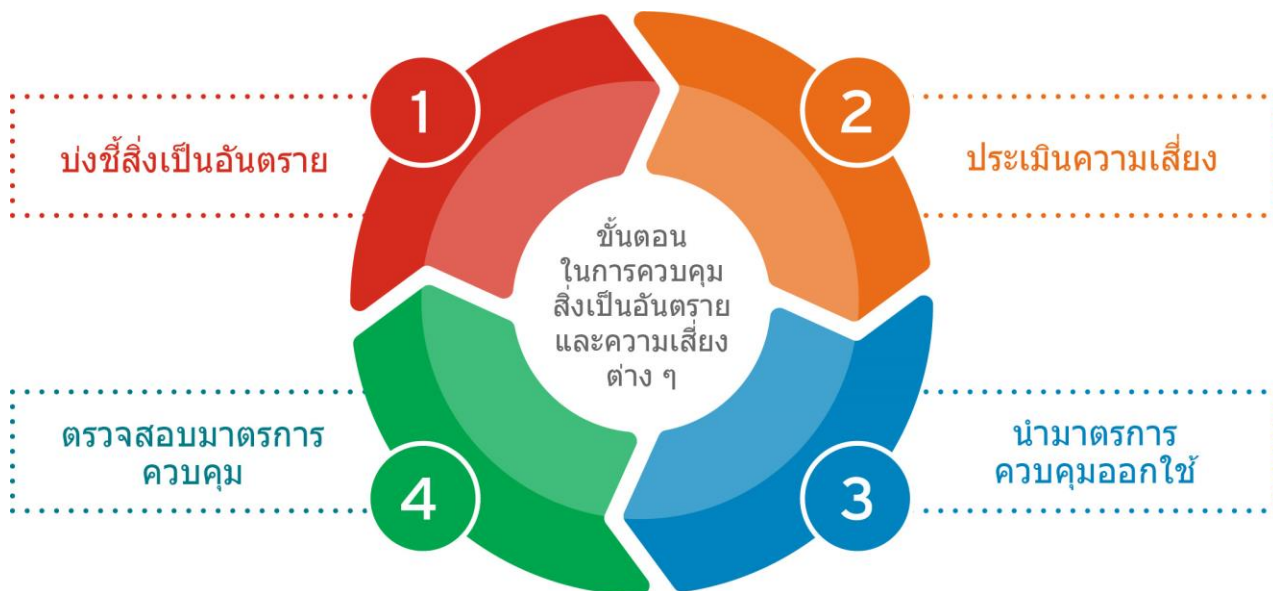 1
บ่งชี้สิ่งเป็นอันตราย
2
ประเมินความเสี่ยง
ขั้นตอน
ในการควบคุม
สิ่งเป็นอันตราย
และความเสี่ยง
ต่าง ๆ
3
นำมาตรการ
ควบคุมออกใช้
4
ตรวจสอบมาตรการ
ควบคุม